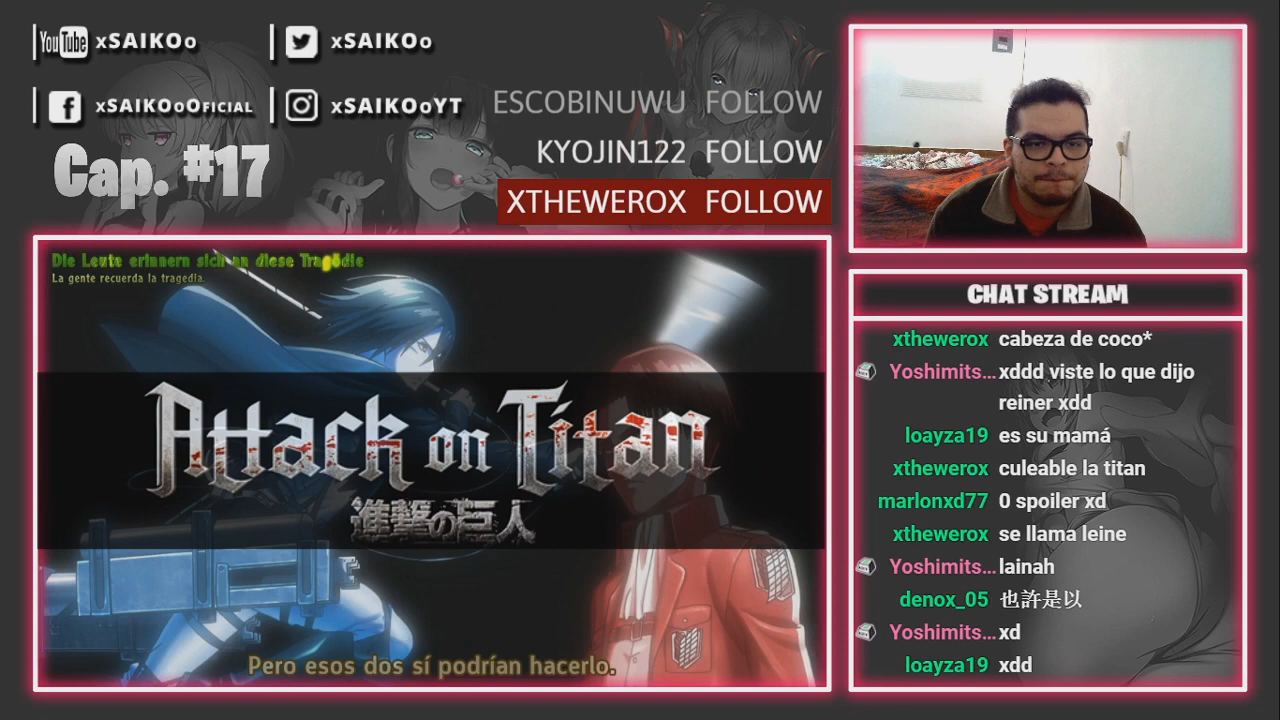 YouTube xSAIKOo
xSAIKOo
xSAIKOoOFICIAL
xSAIKOoYT
Cap. #17
ESCOBINUWU FOLLOW
KYOJIN122 FOLLOW
XTHEWEROX FOLLOW
Die Leute erinnern sich an diese Tragödie
La gente recuerda la tragedia.
Attack on Titan
進撃の巨人
Pero esos dos sí podrían hacerlo.
CHAT STREAM
xthewerox cabeza de coco*
Yoshimits... xddd viste lo que dijo
reiner xdd
loayza19 es su mamá
xthewerox culeable la titan
marlonxd77 0 spoiler xd
xthewerox se llama leine
Yoshimits... lainah
denox_05 也許是以
Yoshimits... xd
loayza19 xdd